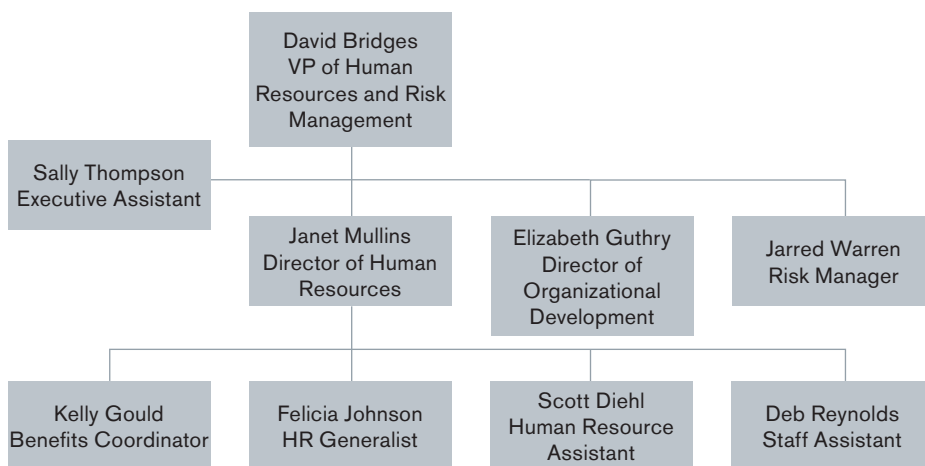 David Bridges
VP of Human
Resources and Risk
Management
Sally Thompson
Executive Assistant
Janet Mullins
Director of Human
Resources
Elizabeth Guthry
Director of
Organizational
Development
Jarred Warren
Risk Manager
Kelly Gould
Benefits Coordinator
Felicia Johnson
HR Generalist
Scott Diehl
Human Resource
Assistant
Deb Reynolds
Staff Assistant